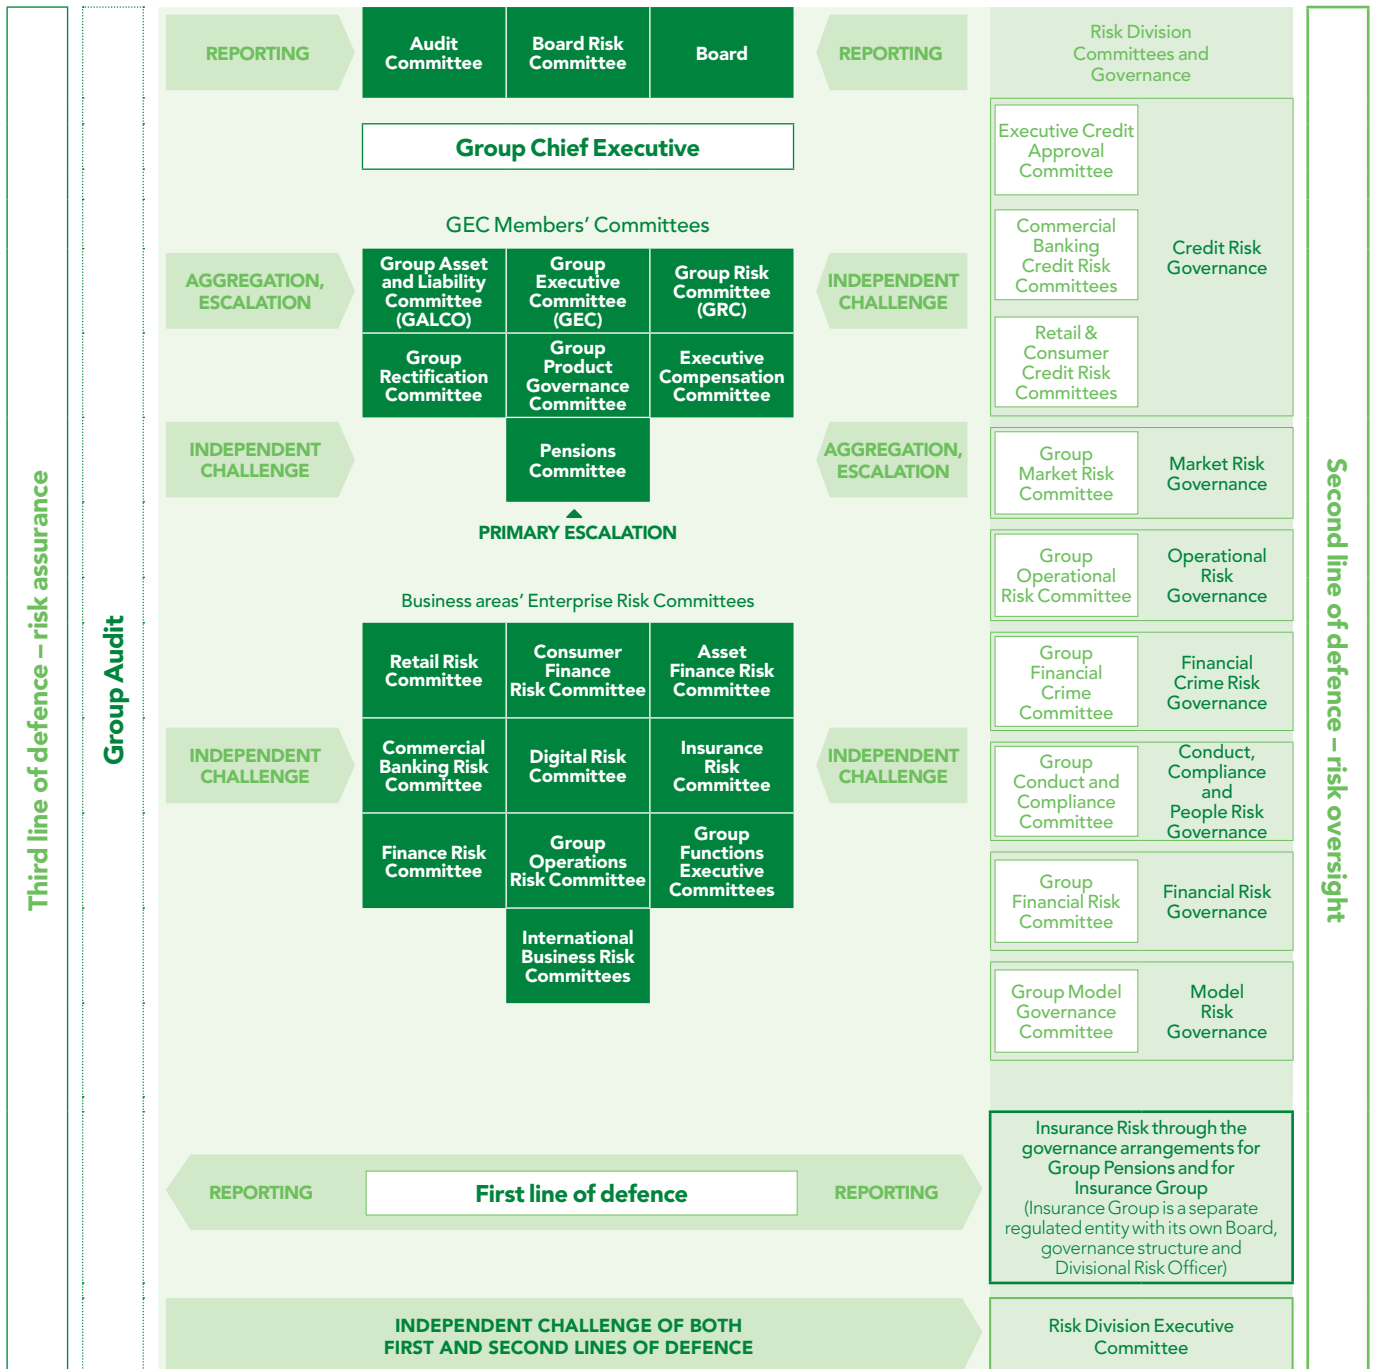 Third line of defence – risk assurance
Group Audit
REPORTING
Audit
Committee
Board Risk
Committee
Board
REPORTING
Group Chief Executive
GEC Members’ Committees
AGGREGATION,
ESCALATION
Group Asset
and Liability
Committee
(GALCO)
Group
Executive
Committee
(GEC)
Group Risk
Committee
(GRC)
INDEPENDENT
CHALLENGE
Group
Rectification
Committee
Group
Product
Governance
Committee
Executive
Compensation
Committee
INDEPENDENT
CHALLENGE
Pensions
Committee
AGGREGATION,
ESCALATION
PRIMARY ESCALATION
Business areas’ Enterprise Risk Committees
Retail Risk
Committee
Consumer
Finance
Risk Committee
Asset
Finance Risk
Committee
INDEPENDENT
CHALLENGE
Commercial
Banking Risk
Committee
Digital Risk
Committee
Insurance
Risk
Committee
INDEPENDENT
CHALLENGE
Finance Risk
Committee
Group
Operations
Risk Committee
Group
Functions
Executive
Committees
International
Business Risk
Committees
REPORTING
First line of defence
REPORTING
INDEPENDENT CHALLENGE OF BOTH
FIRST AND SECOND LINES OF DEFENCE
Risk Division
Committees and
Governance
Executive Credit
Approval
Committee
Commercial
Banking
Credit Risk
Committees
Retail &
Consumer
Credit Risk
Committees
Credit Risk
Governance
Group
Market Risk
Committee
Market Risk
Governance
Group
Operational
Risk Committee
Operational
Risk
Governance
Group
Financial
Crime
Committee
Financial
Crime Risk
Governance
Group
Conduct and
Compliance
Committee
Conduct,
Compliance
and
People Risk
Governance
Group
Financial Risk
Committee
Financial Risk
Governance
Group Model
Governance
Committee
Model
Risk
Governance
Insurance Risk through the
governance arrangements for
Group Pensions and for
Insurance Group
(Insurance Group is a separate
regulated entity with its own Board,
governance structure and
Divisional Risk Officer)
Risk Division Executive
Committee
Second line of defence – risk oversight